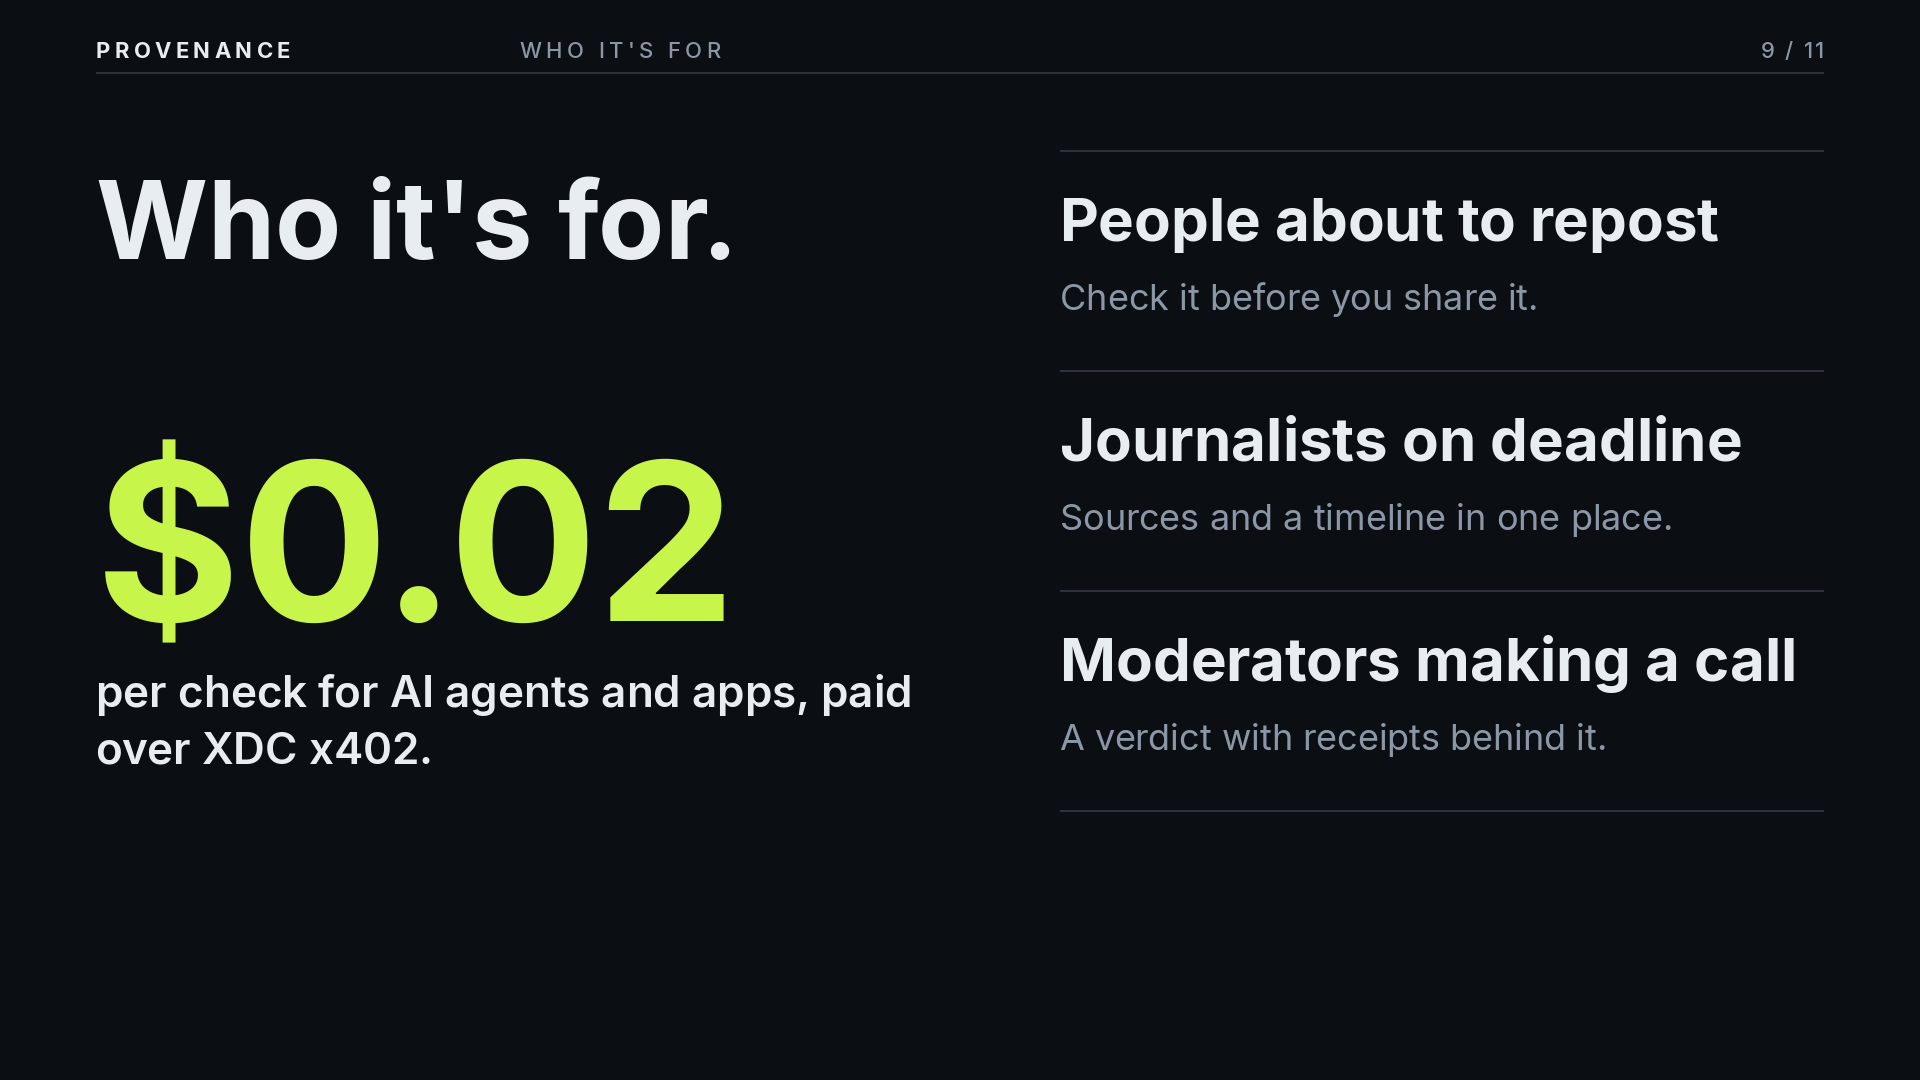 PROVENANCE
WHO IT'S FOR
9 / 11
Who it's for.
$0.02
per check for AI agents and apps, paid
over XDC x402.
People about to repost
Check it before you share it.
Journalists on deadline
Sources and a timeline in one place.
Moderators making a call
A verdict with receipts behind it.